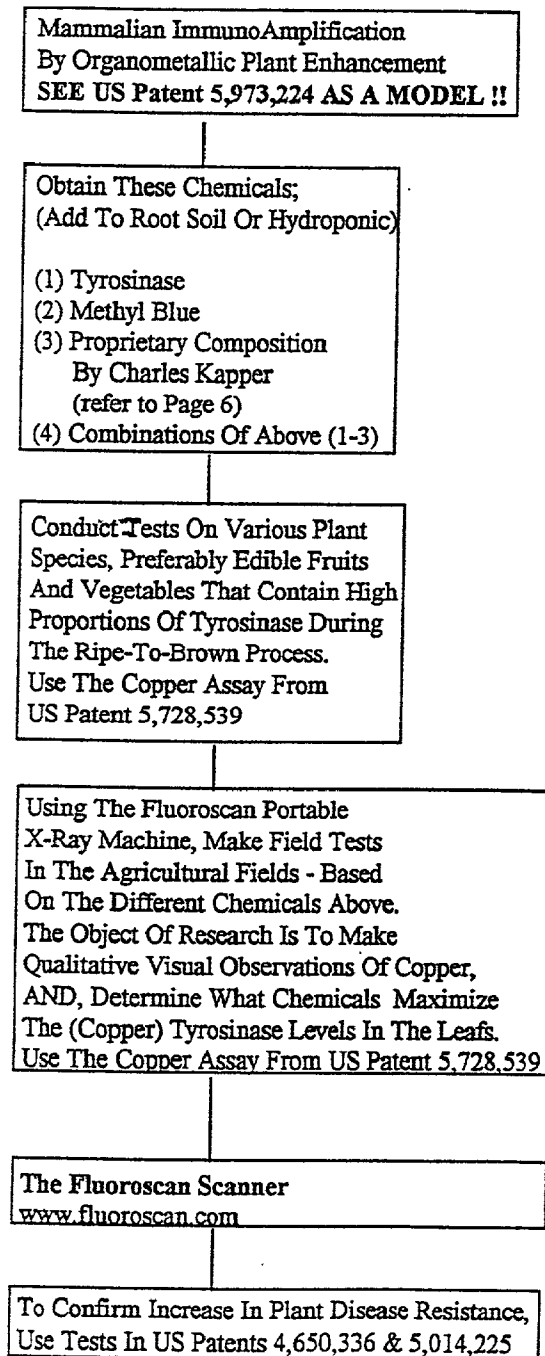 Mammalian ImmunoAmplification
By Organometallic Plant Enhancement
SEE US Patent 5,973,224 AS A MODEL !!
Obtain These Chemicals;
(Add To Root Soil Or Hydroponic)
(1) Tyrosinase
(2) Methyl Blue
(3) Proprietary Composition
By Charles Kapper
(refer to Page 6)
(4) Combinations Of Above (1-3)
Conduct Tests On Various Plant
Species, Preferably Edible Fruits
And Vegetables That Contain High
Proportions Of Tyrosinase During
The Ripe-To-Brown Process.
Use The Copper Assay From
US Patent 5,728,539
Using The Fluoroscan Portable
X-Ray Machine, Make Field Tests
In The Agricultural Fields - Based
On The Different Chemicals Above.
The Object Of Research Is To Make
Qualitative Visual Observations Of Copper,
AND, Determine What Chemicals Maximize
The (Copper) Tyrosinase Levels In The Leafs.
Use The Copper Assay From US Patent 5,728,539
The Fluoroscan Scanner
www.fluoroscan.com
To Confirm Increase In Plant Disease Resistance,
Use Tests In US Patents 4,650,336 & 5,014,225